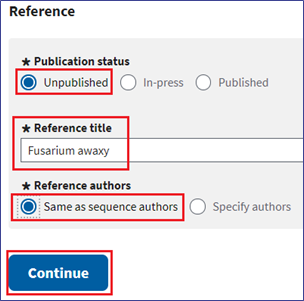 Reference
* Publication status
Unpublished In-press Published
* Reference title
Fusarium awaxy
* Reference authors
Same as sequence authors Specify authors
Continue